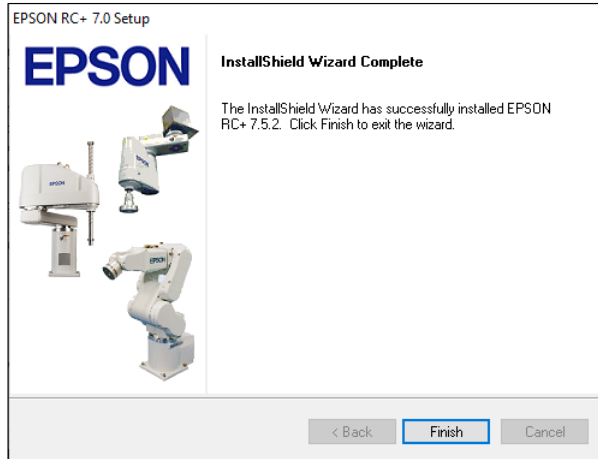 EPSON RC+ 7.0 Setup
EPSON
InstallShield Wizard Complete
The InstallShield Wizard has successfully installed EPSON
RC+ 7.5.2. Click Finish to exit the wizard.
EPSON
EPSON
EPSON
< Back
Finish
Cancel